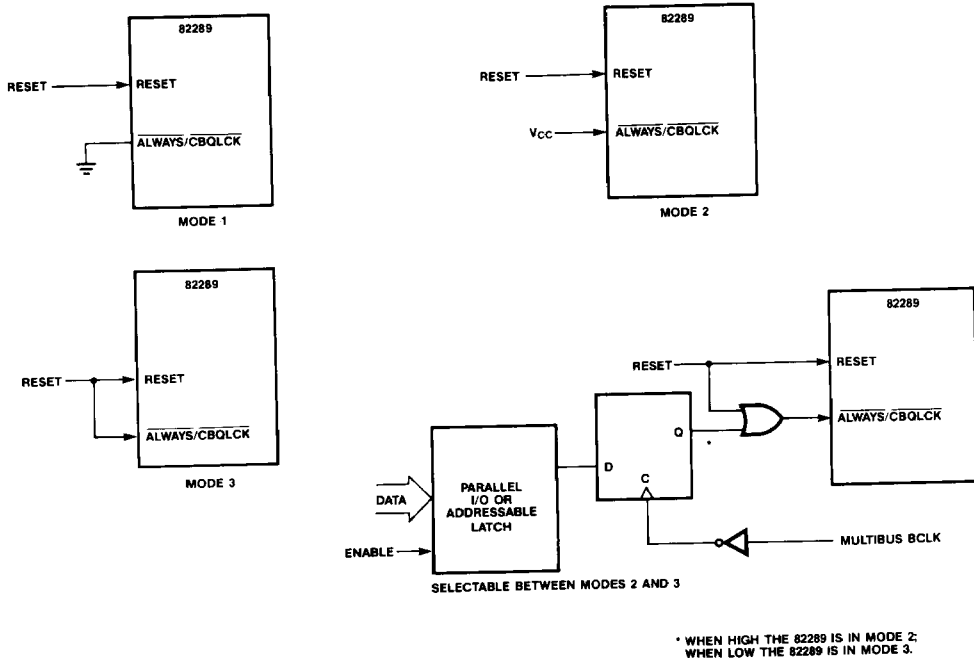 82289
RESET
RESET
ALWAYS/CBQLCK
MODE 1
82289
RESET
RESET
VCC
ALWAYS/CBQLCK
MODE 2
82289
RESET
RESET
ALWAYS/CBQLCK
MODE 3
82289
RESET
RESET
ALWAYS/CBQLCK
Q
*
D
C
DATA
PARALLEL
I/O OR
ADDRESSABLE
LATCH
ENABLE
MULTIBUS BCLK
SELECTABLE BETWEEN MODES 2 AND 3
* WHEN HIGH THE 82289 IS IN MODE 2;
WHEN LOW THE 82289 IS IN MODE 3.